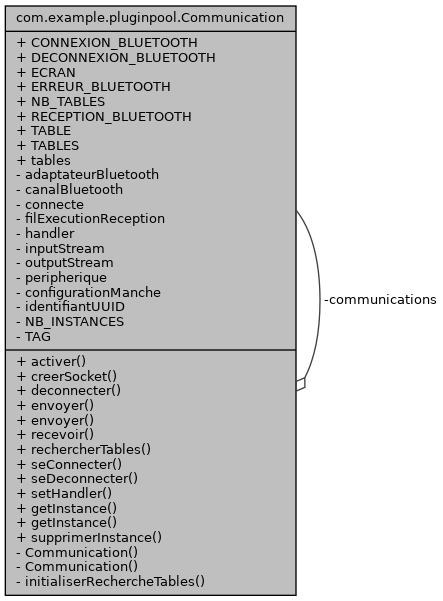 com.example.pluginpool.Communication
+ CONNEXION_BLUETOOTH
+ DECONNEXION_BLUETOOTH
+ ECRAN
+ ERREUR_BLUETOOTH
+ NB_TABLES
+ RECEPTION_BLUETOOTH
+ TABLE
+ TABLES
+ tables
- adaptateurBluetooth
- canalBluetooth
- connecte
- filExecutionReception
- handler
- inputStream
- outputStream
- peripherique
- configurationManche
- identifiantUUID
- NB_INSTANCES
- TAG
-communications
+ activer()
+ creerSocket()
+ deconnecter()
+ envoyer()
+ envoyer()
+ recevoir()
+ rechercherTables()
+ seConnecter()
+ seDeconnecter()
+ setHandler()
+ getInstance()
+ getInstance()
+ supprimerInstance()
- Communication()
- Communication()
- initialiserRechercheTables()